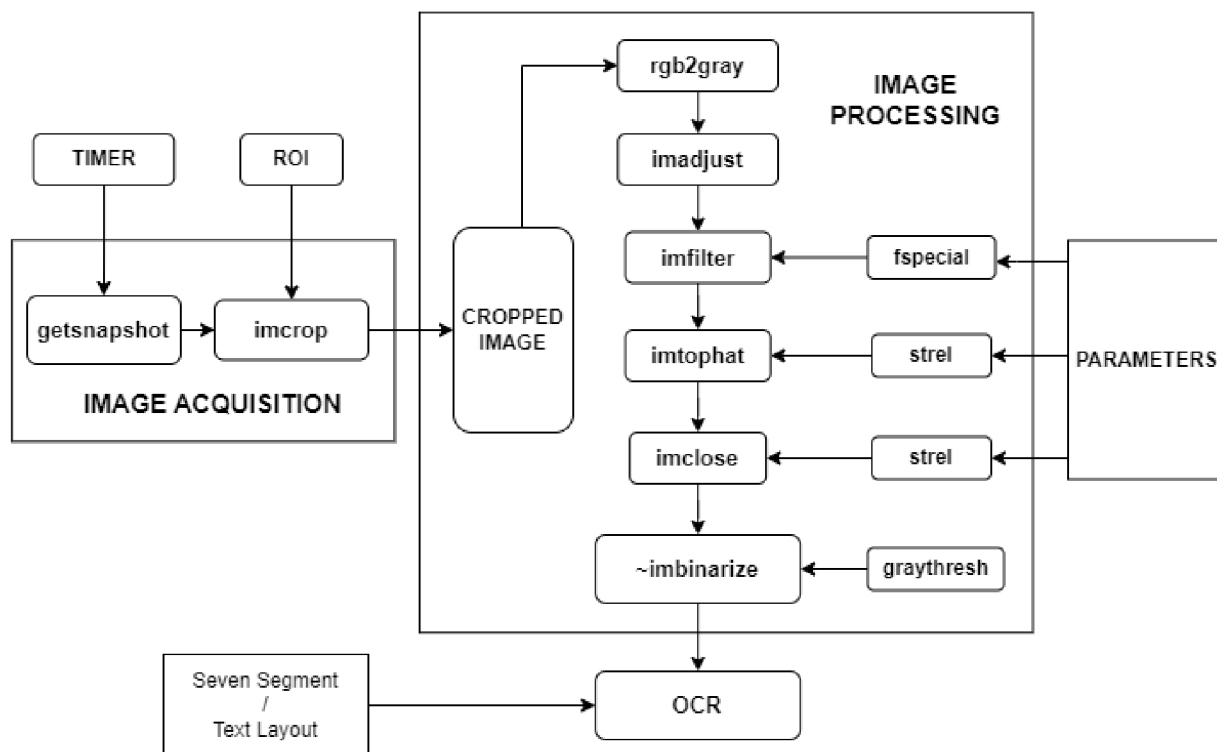 rgb2gray
IMAGE
PROCESSING
TIMER
ROI
imadjust
imfilter
fspecial
getsnapshot
imcrop
CROPPED
IMAGE
imtophat
strel
PARAMETERS
IMAGE ACQUISITION
imclose
strel
~imbinarize
graythresh
Seven Segment
/
Text Layout
OCR